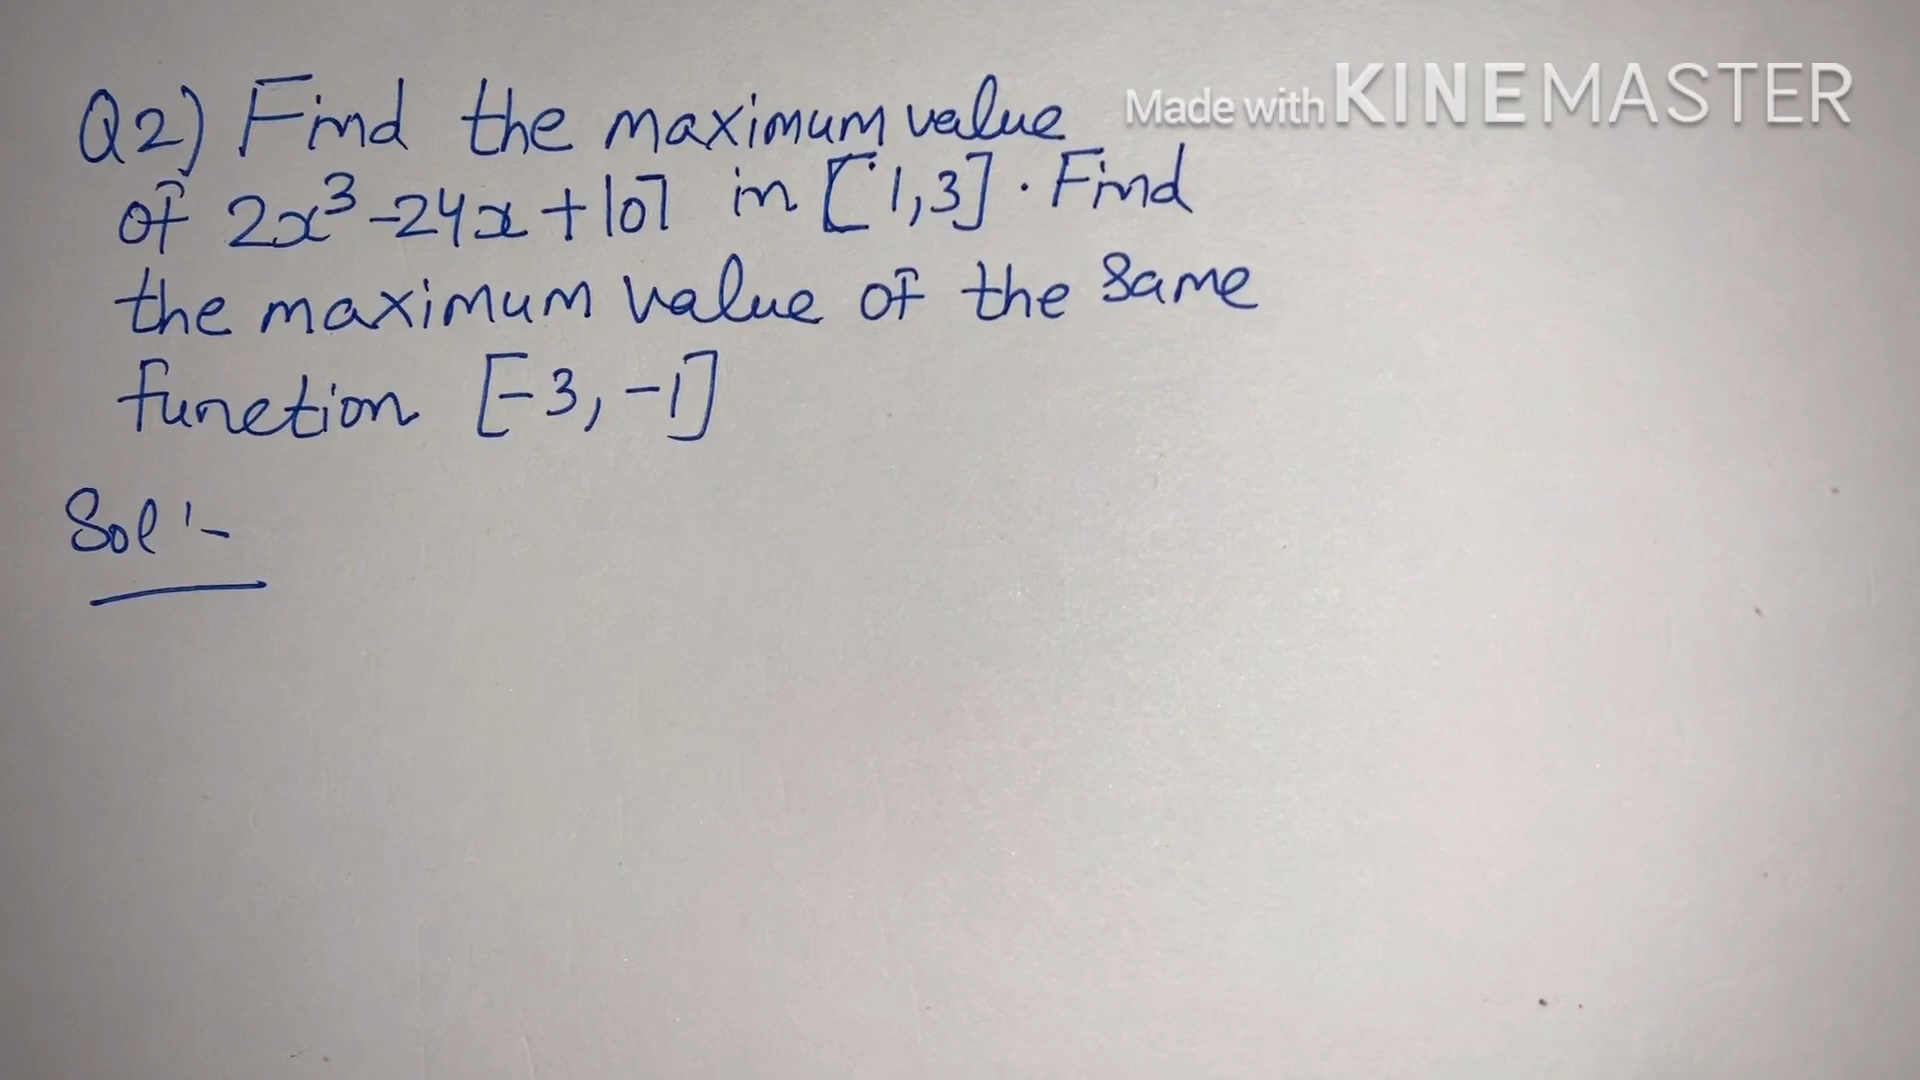 Q2) Find the maximum value
Made with KINEMASTER
of 2x³-24x+107 in [1,3]. Find
the maximum value of the same
function [-3,-1]
Sol:-